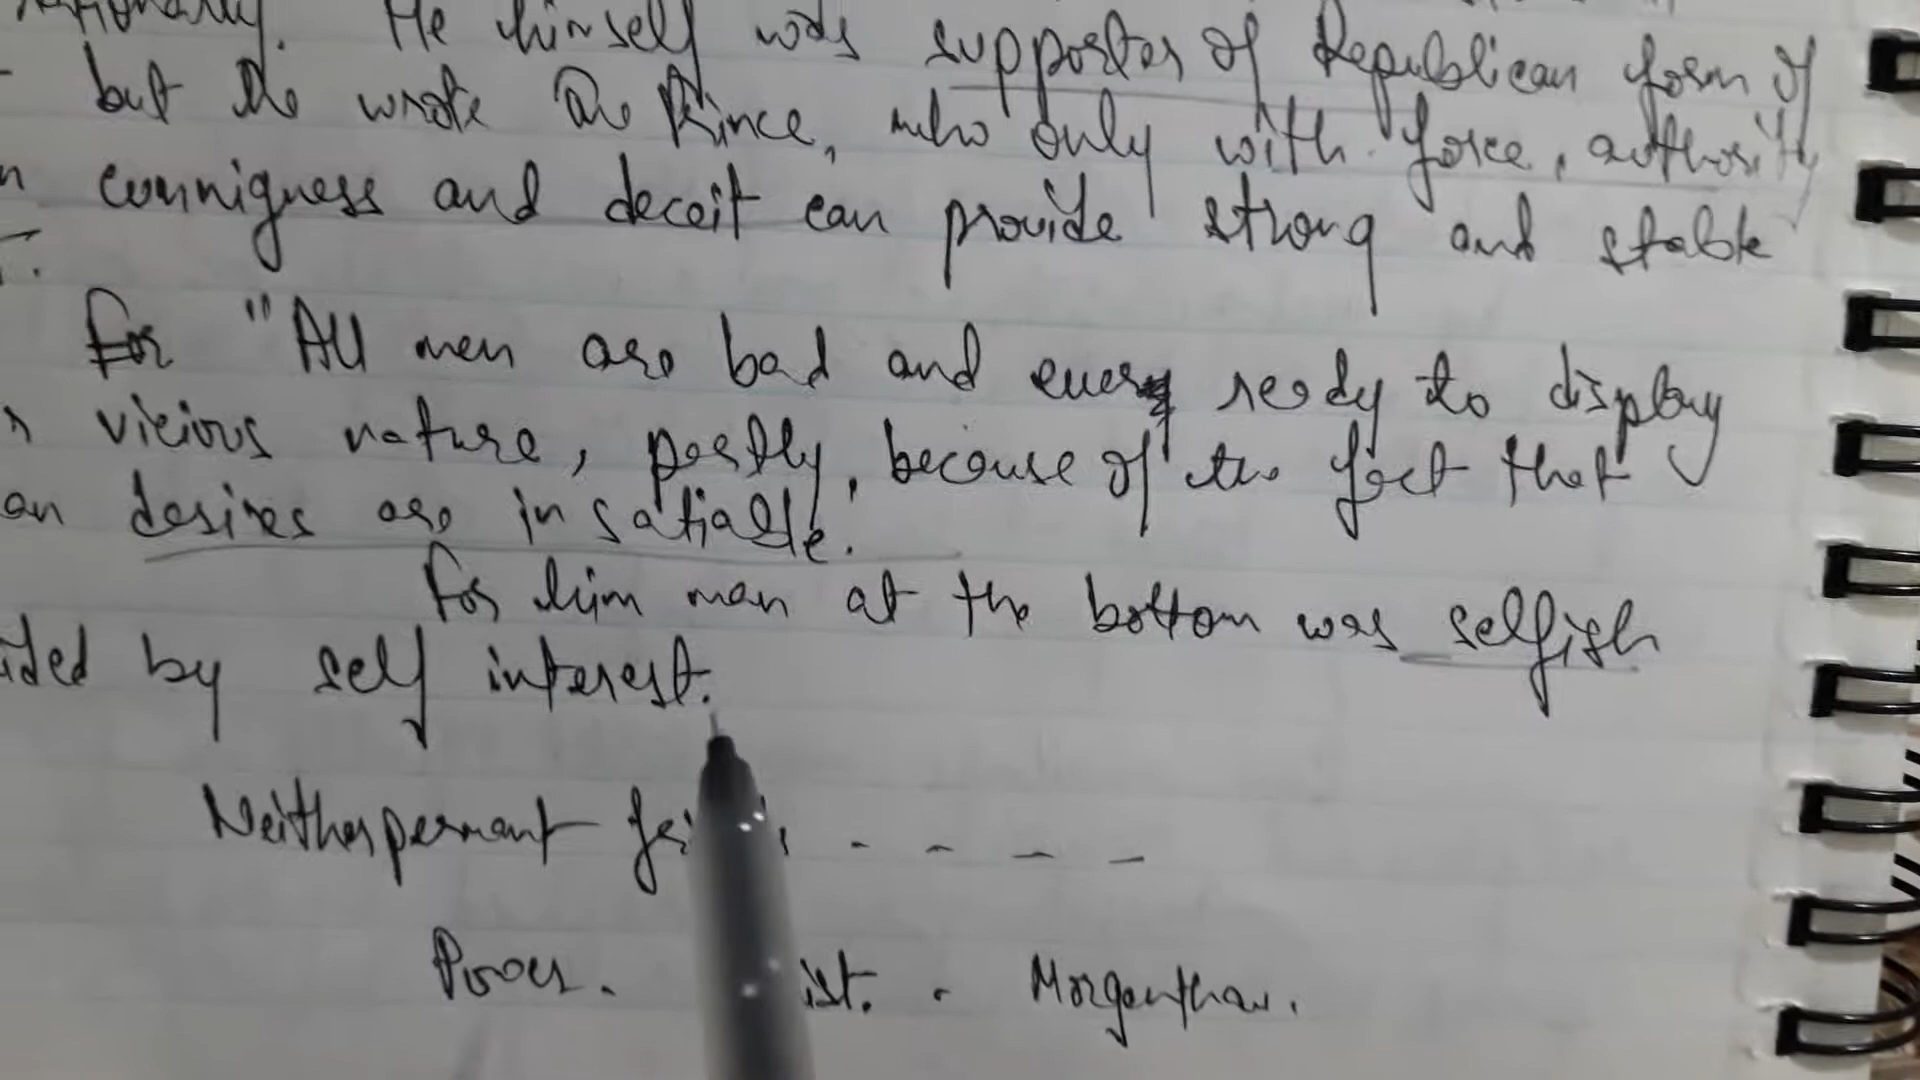 He himself was supporter of Republican form of
but he wrote The Prince, who only with force, authority
conniigness and deceit can provide strong and stable
For "All men are bad and every ready to display
vicious nature, partly, because of the fact that
desires are insatiable.
For him man at the bottom was selfish
by self interest.
Neither permant
Morgenthau.